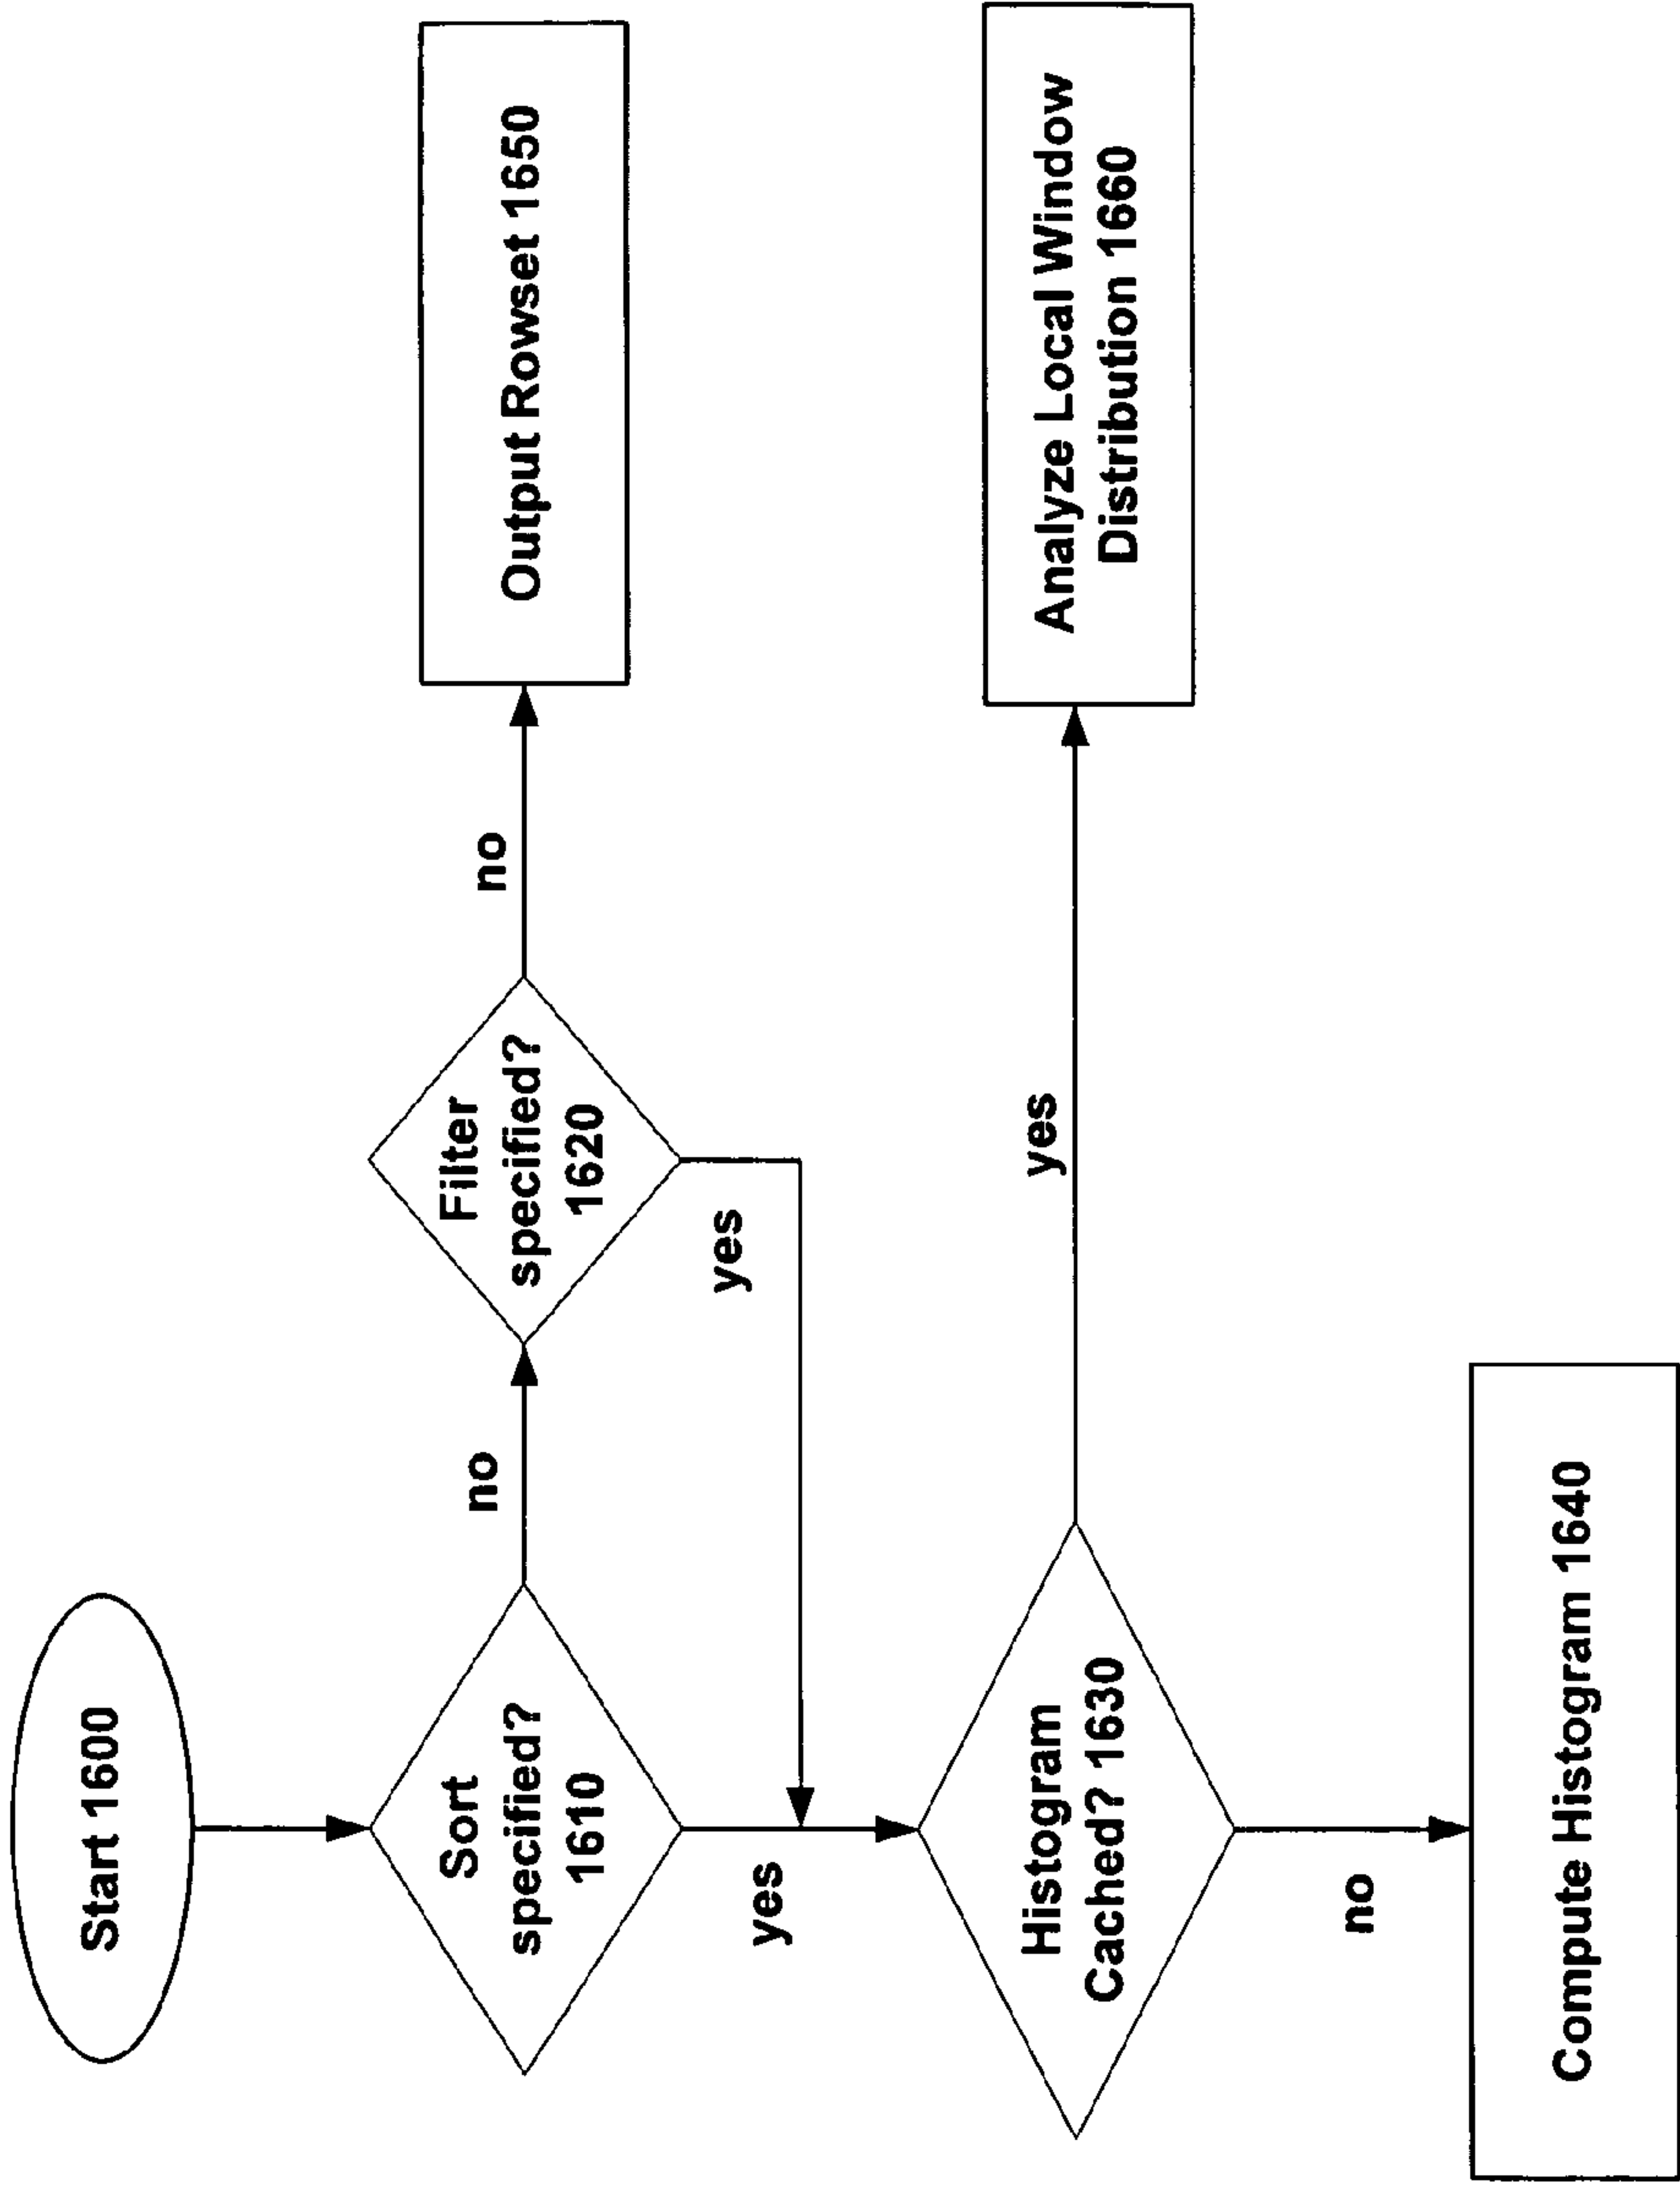 Start 1600
Sort
specified?
1610
no
Filter
specified?
1620
no
Output Rowset 1650
yes
yes
Histogram
Cached? 1630
yes
Analyze Local Window
Distribution 1660
no
Compute Histogram 1640